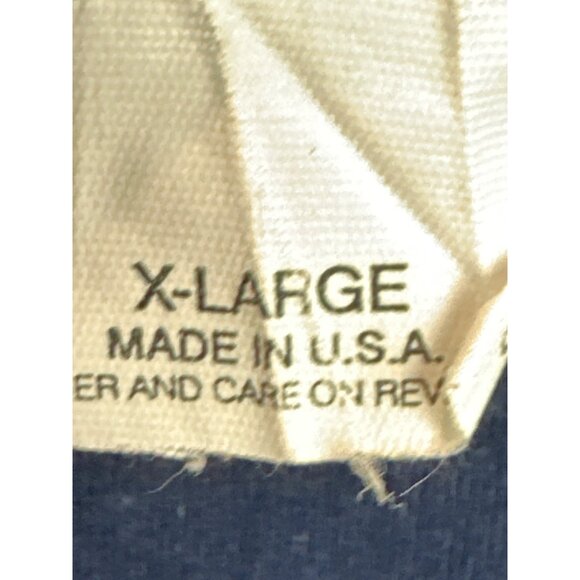 X-LARGE
MADE IN U.S.A.
ER AND CARE ON REV